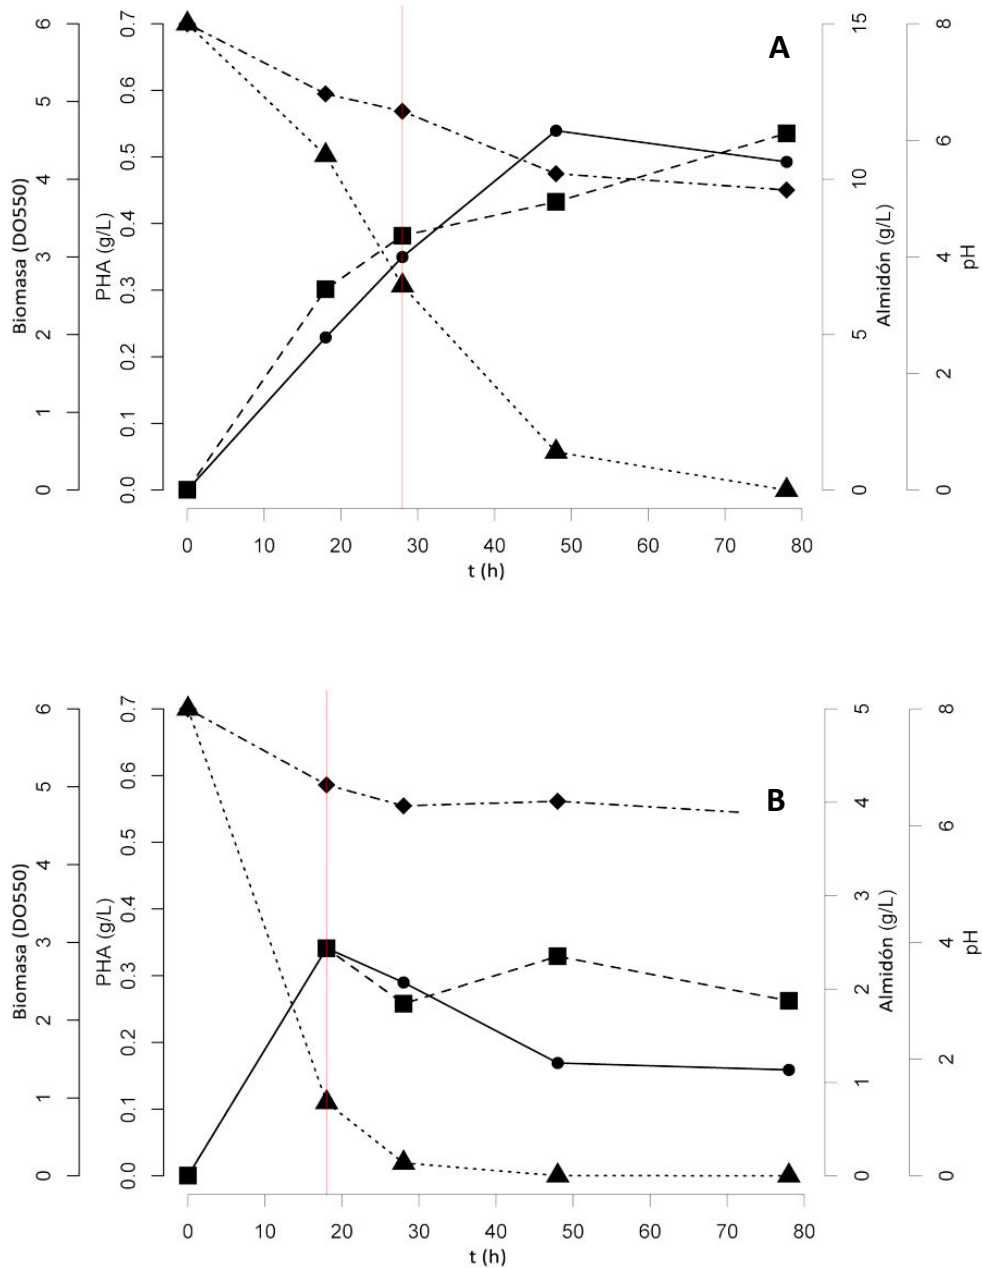 A
Biomasa (DO550)
0 1 2 3 4 5 6
PHA (g/L)
0.0 0.1 0.2 0.3 0.4 0.5 0.6 0.7
Almidón (g/L)
0 5 10 15
pH
0 2 4 6 8
0 10 20 30 40 50 60 70 80
t (h)
B
Biomasa (DO550)
0 1 2 3 4 5 6
PHA (g/L)
0.0 0.1 0.2 0.3 0.4 0.5 0.6 0.7
Almidón (g/L)
0 1 2 3 4 5
pH
0 2 4 6 8
0 10 20 30 40 50 60 70 80
t (h)